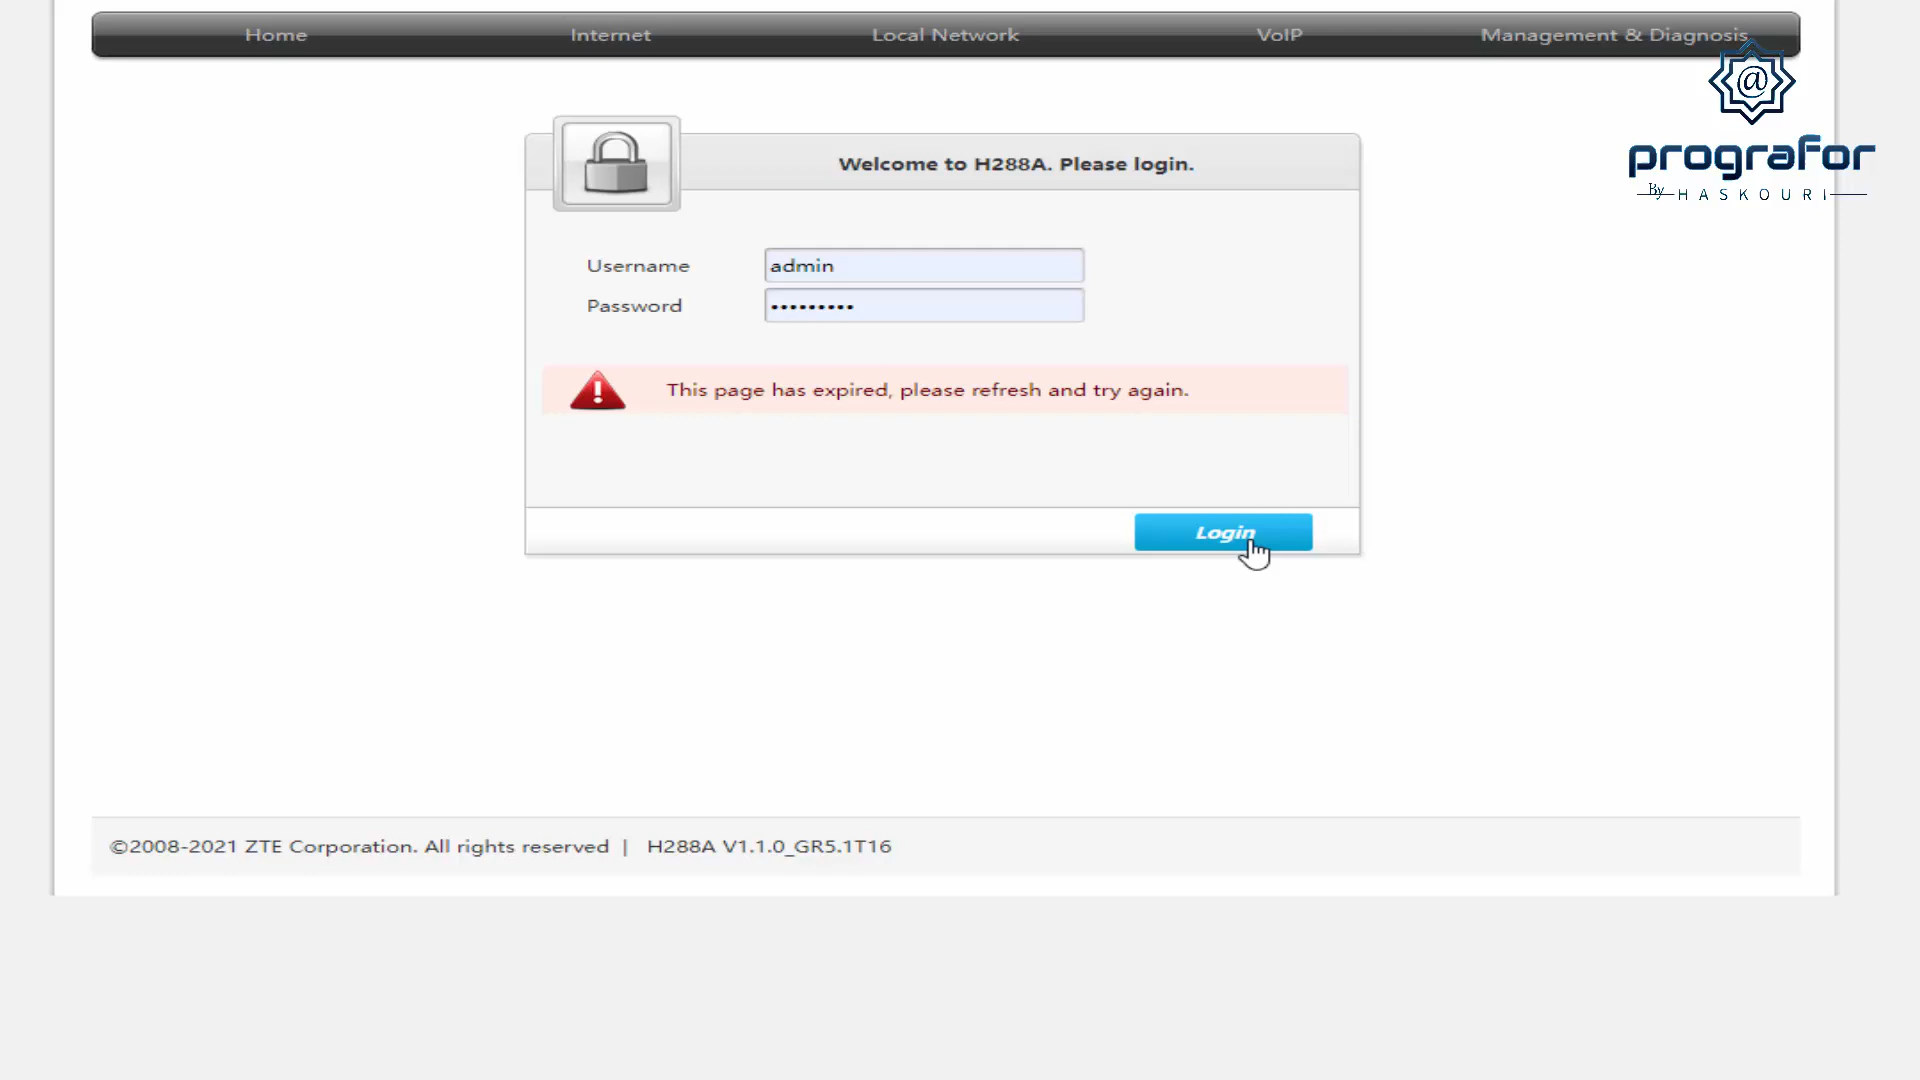 Home Internet Local Network VoIP Management & Diagnosis
@
prografor
By HASKOURI
Welcome to H288A. Please login.
Username admin
Password •••••••••
This page has expired, please refresh and try again.
Login
©2008-2021 ZTE Corporation. All rights reserved | H288A V1.1.0_GR5.1T16